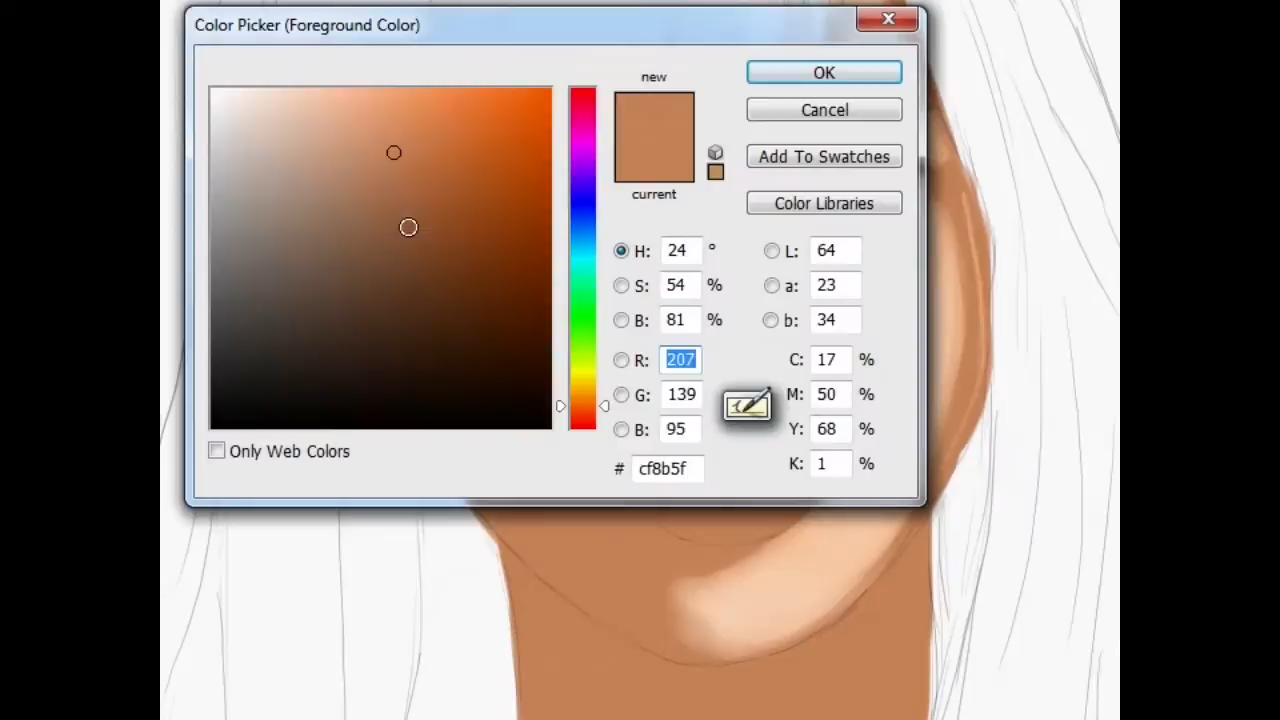 Color Picker (Foreground Color)
new
current
OK
Cancel
Add To Swatches
Color Libraries
H: 24 °
S: 54 %
B: 81 %
R: 207
G: 139
B: 95
# cf8b5f
L: 64
a: 23
b: 34
C: 17 %
M: 50 %
Y: 68 %
K: 1 %
Only Web Colors